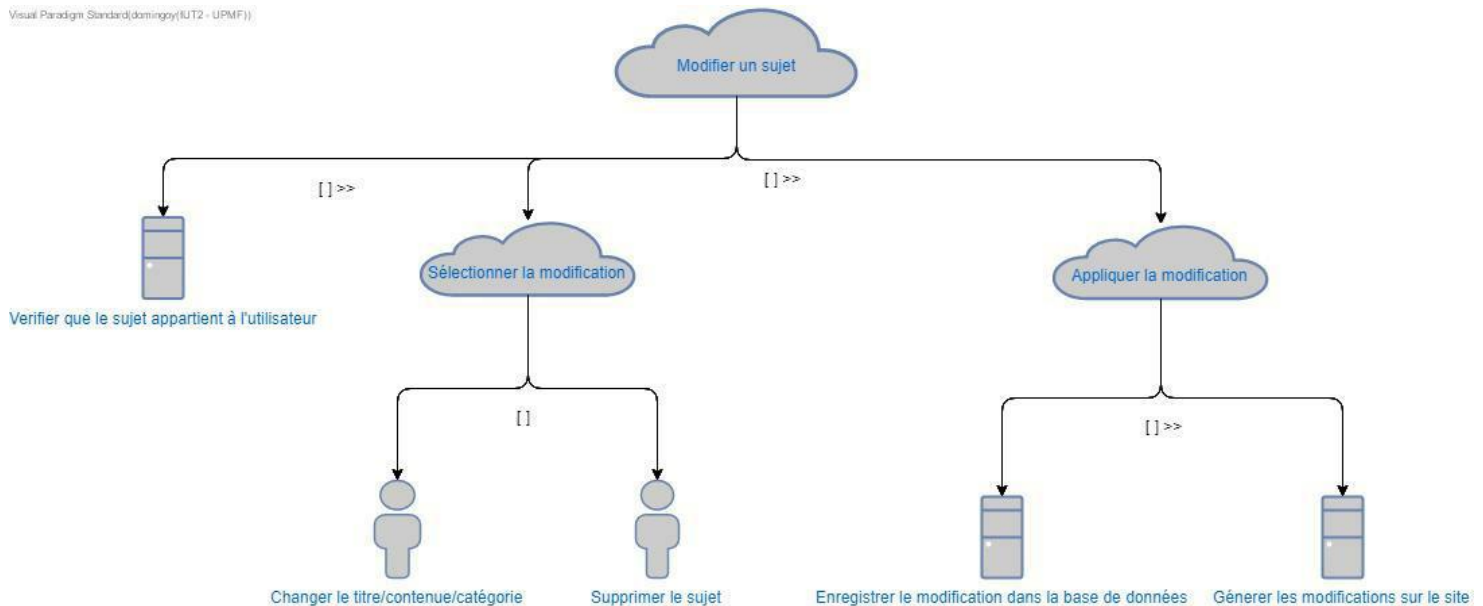 Visual Paradigm Standard(domingoy(IUT2 - UPMF))
Modifier un sujet
[ ] >>
[ ] >>
Sélectionner la modification
Appliquer la modification
Verifier que le sujet appartient à l'utilisateur
[ ]
[ ] >>
Changer le titre/contenue/catégorie
Supprimer le sujet
Enregistrer le modification dans la base de données
Génerer les modifications sur le site